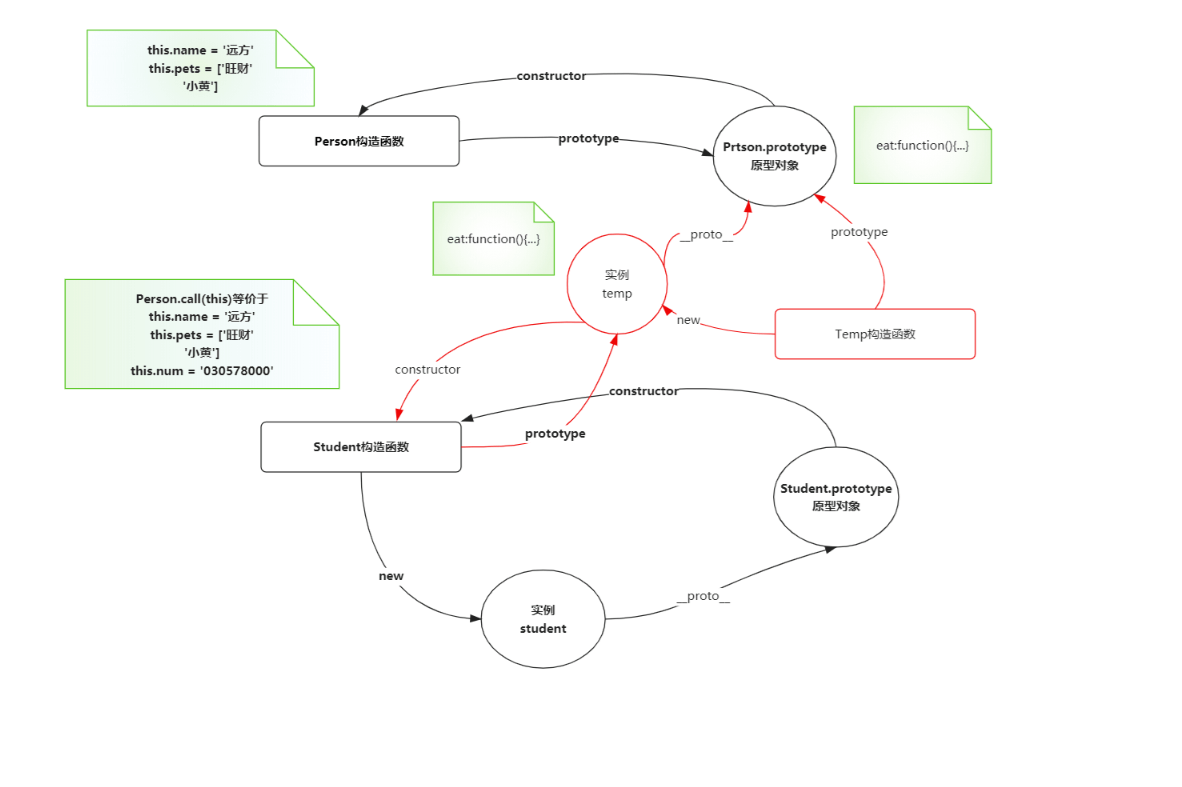 this.name = '远方'
this.pets = ['旺财'
'小黄']
constructor
Person构造函数
prototype
Prtson.prototype
原型对象
eat:function(){...}
eat:function(){...}
__proto__
prototype
实例
temp
new
Temp构造函数
Person.call(this)等价于
this.name = '远方'
this.pets = ['旺财'
'小黄']
this.num = '030578000'
constructor
constructor
prototype
Student构造函数
Student.prototype
原型对象
new
__proto__
实例
student